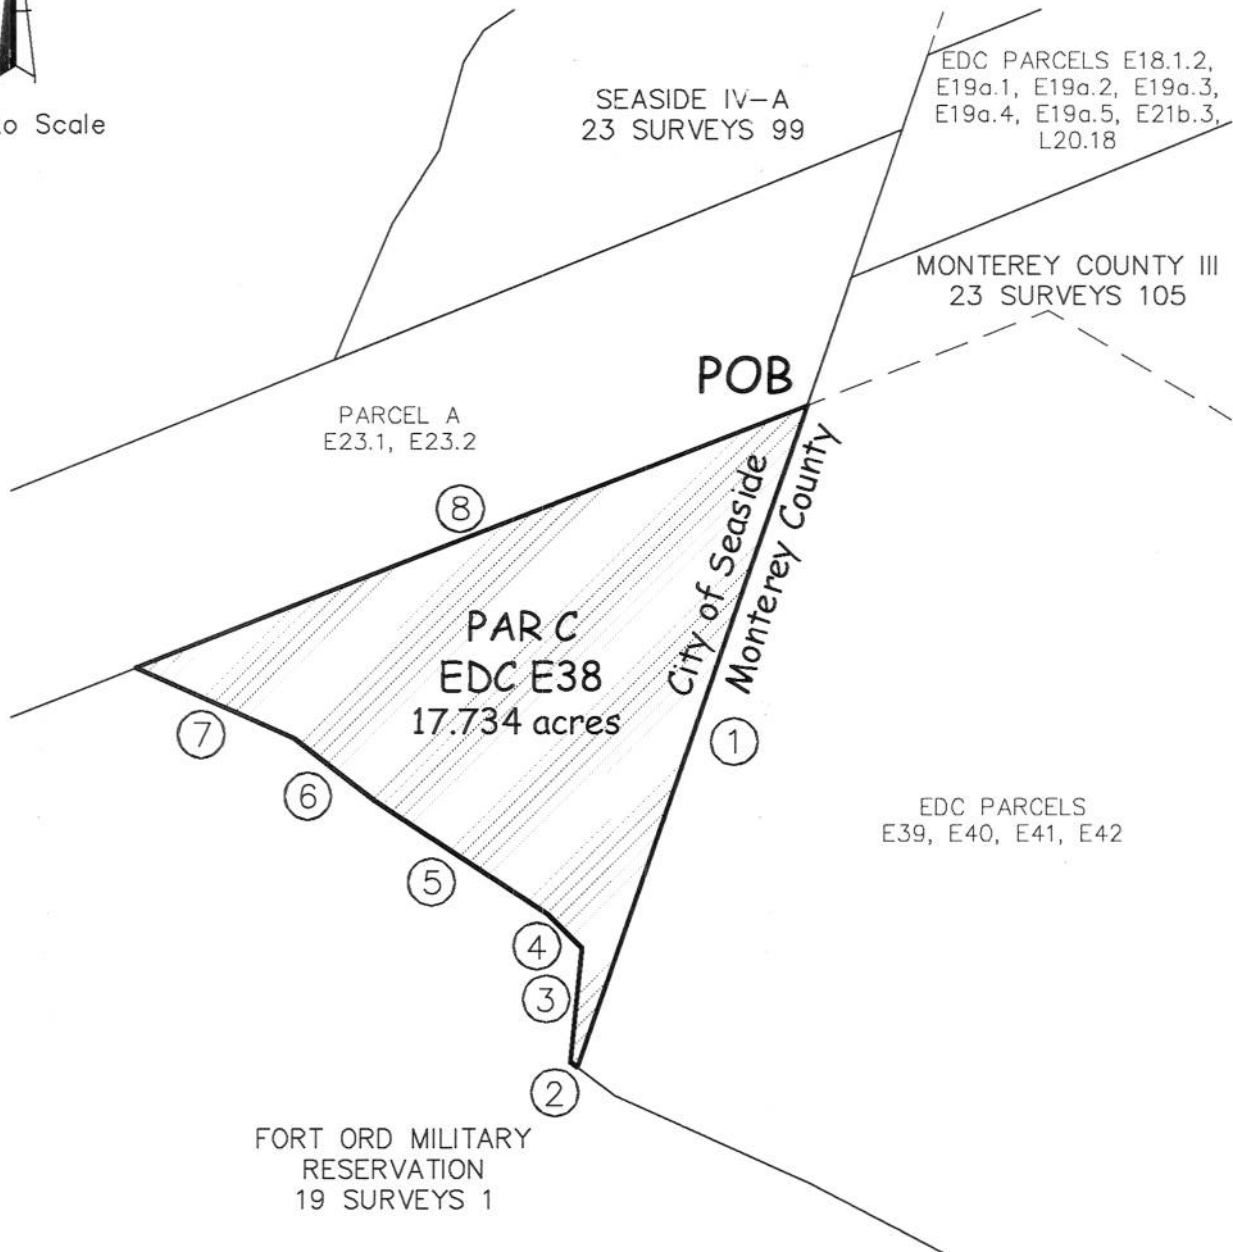 to Scale
SEASIDE IV-A
23 SURVEYS 99
EDC PARCELS E18.1.2,
E19a.1, E19a.2, E19a.3,
E19a.4, E19a.5, E21b.3,
L20.18
MONTEREY COUNTY III
23 SURVEYS 105
POB
PARCEL A
E23.1, E23.2
City of Seaside
Monterey County
8
PAR C
EDC E38
17.734 acres
7
1
6
EDC PARCELS
E39, E40, E41, E42
5
4
3
2
FORT ORD MILITARY
RESERVATION
19 SURVEYS 1